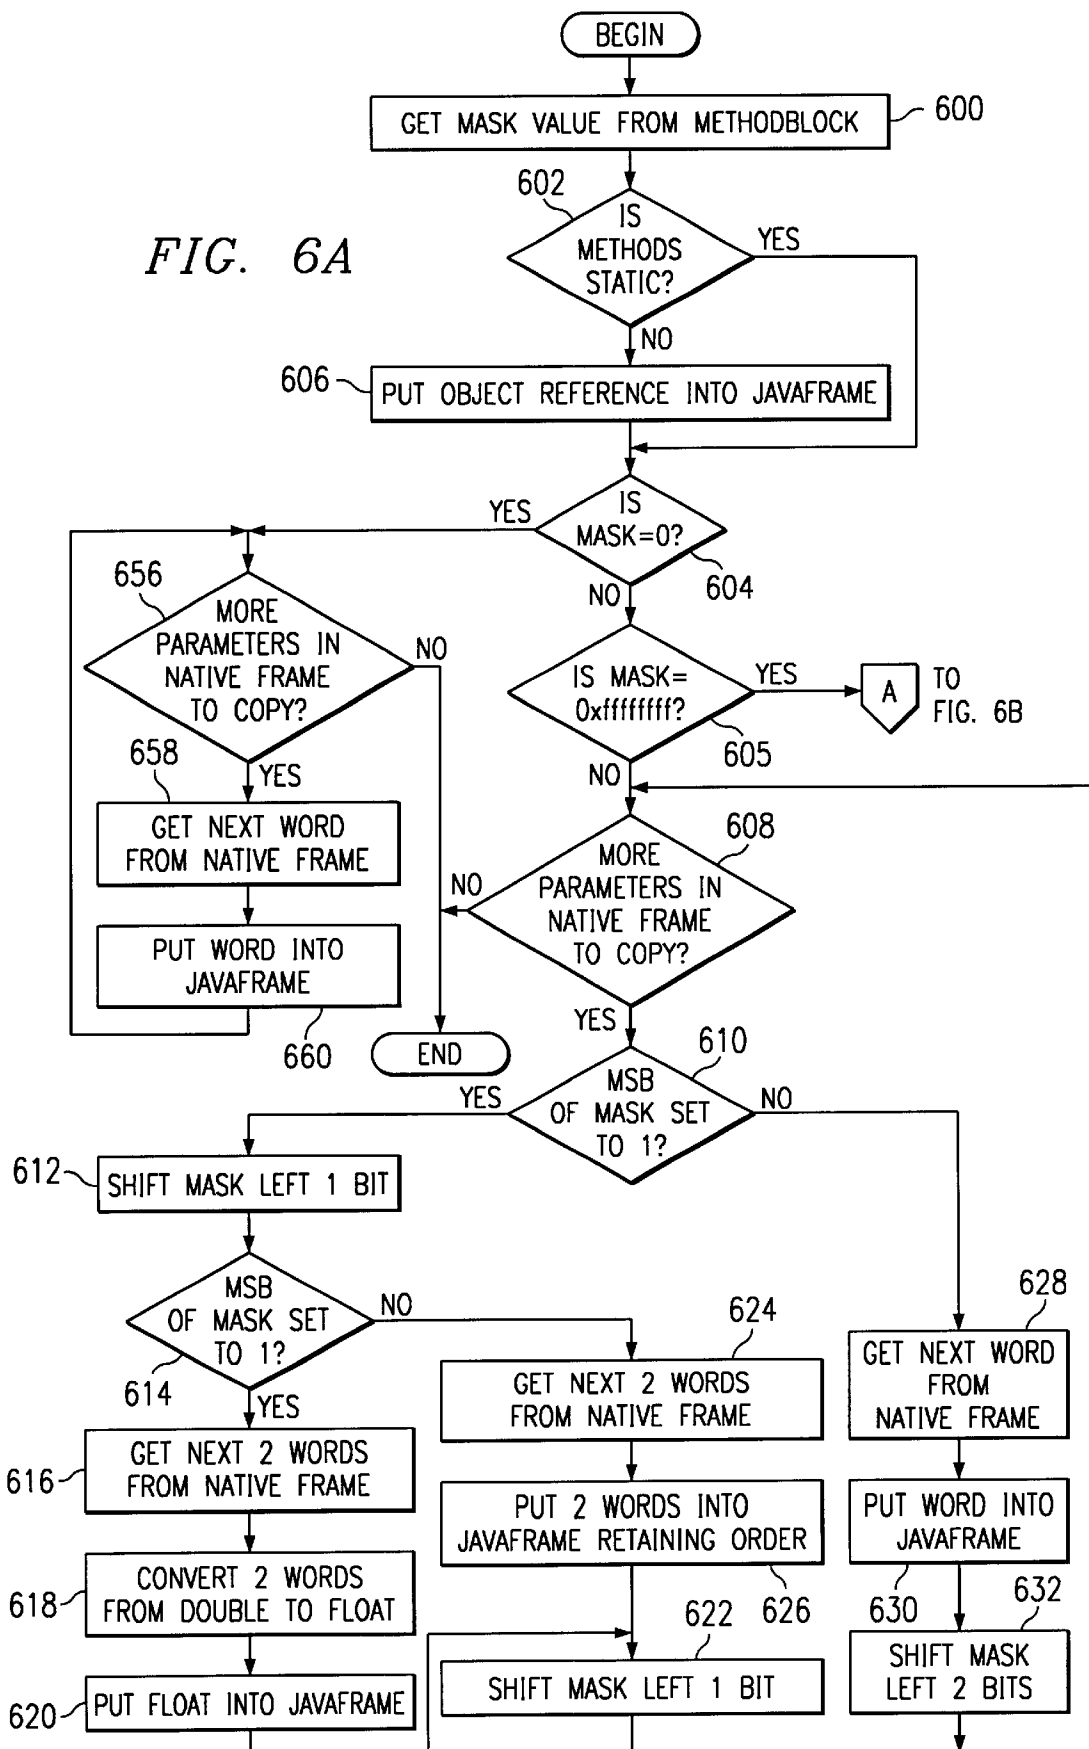 BEGIN
GET MASK VALUE FROM METHODBLOCK
600
602
IS
METHODS
STATIC?
YES
FIG. 6A
NO
606
PUT OBJECT REFERENCE INTO JAVAFRAME
YES
IS
MASK=0?
604
NO
656
MORE
PARAMETERS IN
NATIVE FRAME
TO COPY?
NO
IS MASK=
0xffffffff?
YES
A
TO
FIG. 6B
605
NO
658
YES
GET NEXT WORD
FROM NATIVE FRAME
PUT WORD INTO
JAVAFRAME
660
608
MORE
PARAMETERS IN
NATIVE FRAME
TO COPY?
NO
YES
END
610
MSB
OF MASK SET
TO 1?
YES
NO
612
SHIFT MASK LEFT 1 BIT
MSB
OF MASK SET
TO 1?
NO
614
YES
616
GET NEXT 2 WORDS
FROM NATIVE FRAME
618
CONVERT 2 WORDS
FROM DOUBLE TO FLOAT
620
PUT FLOAT INTO JAVAFRAME
624
GET NEXT 2 WORDS
FROM NATIVE FRAME
PUT 2 WORDS INTO
JAVAFRAME RETAINING ORDER
626
622
SHIFT MASK LEFT 1 BIT
628
GET NEXT WORD
FROM
NATIVE FRAME
PUT WORD INTO
JAVAFRAME
630
632
SHIFT MASK
LEFT 2 BITS